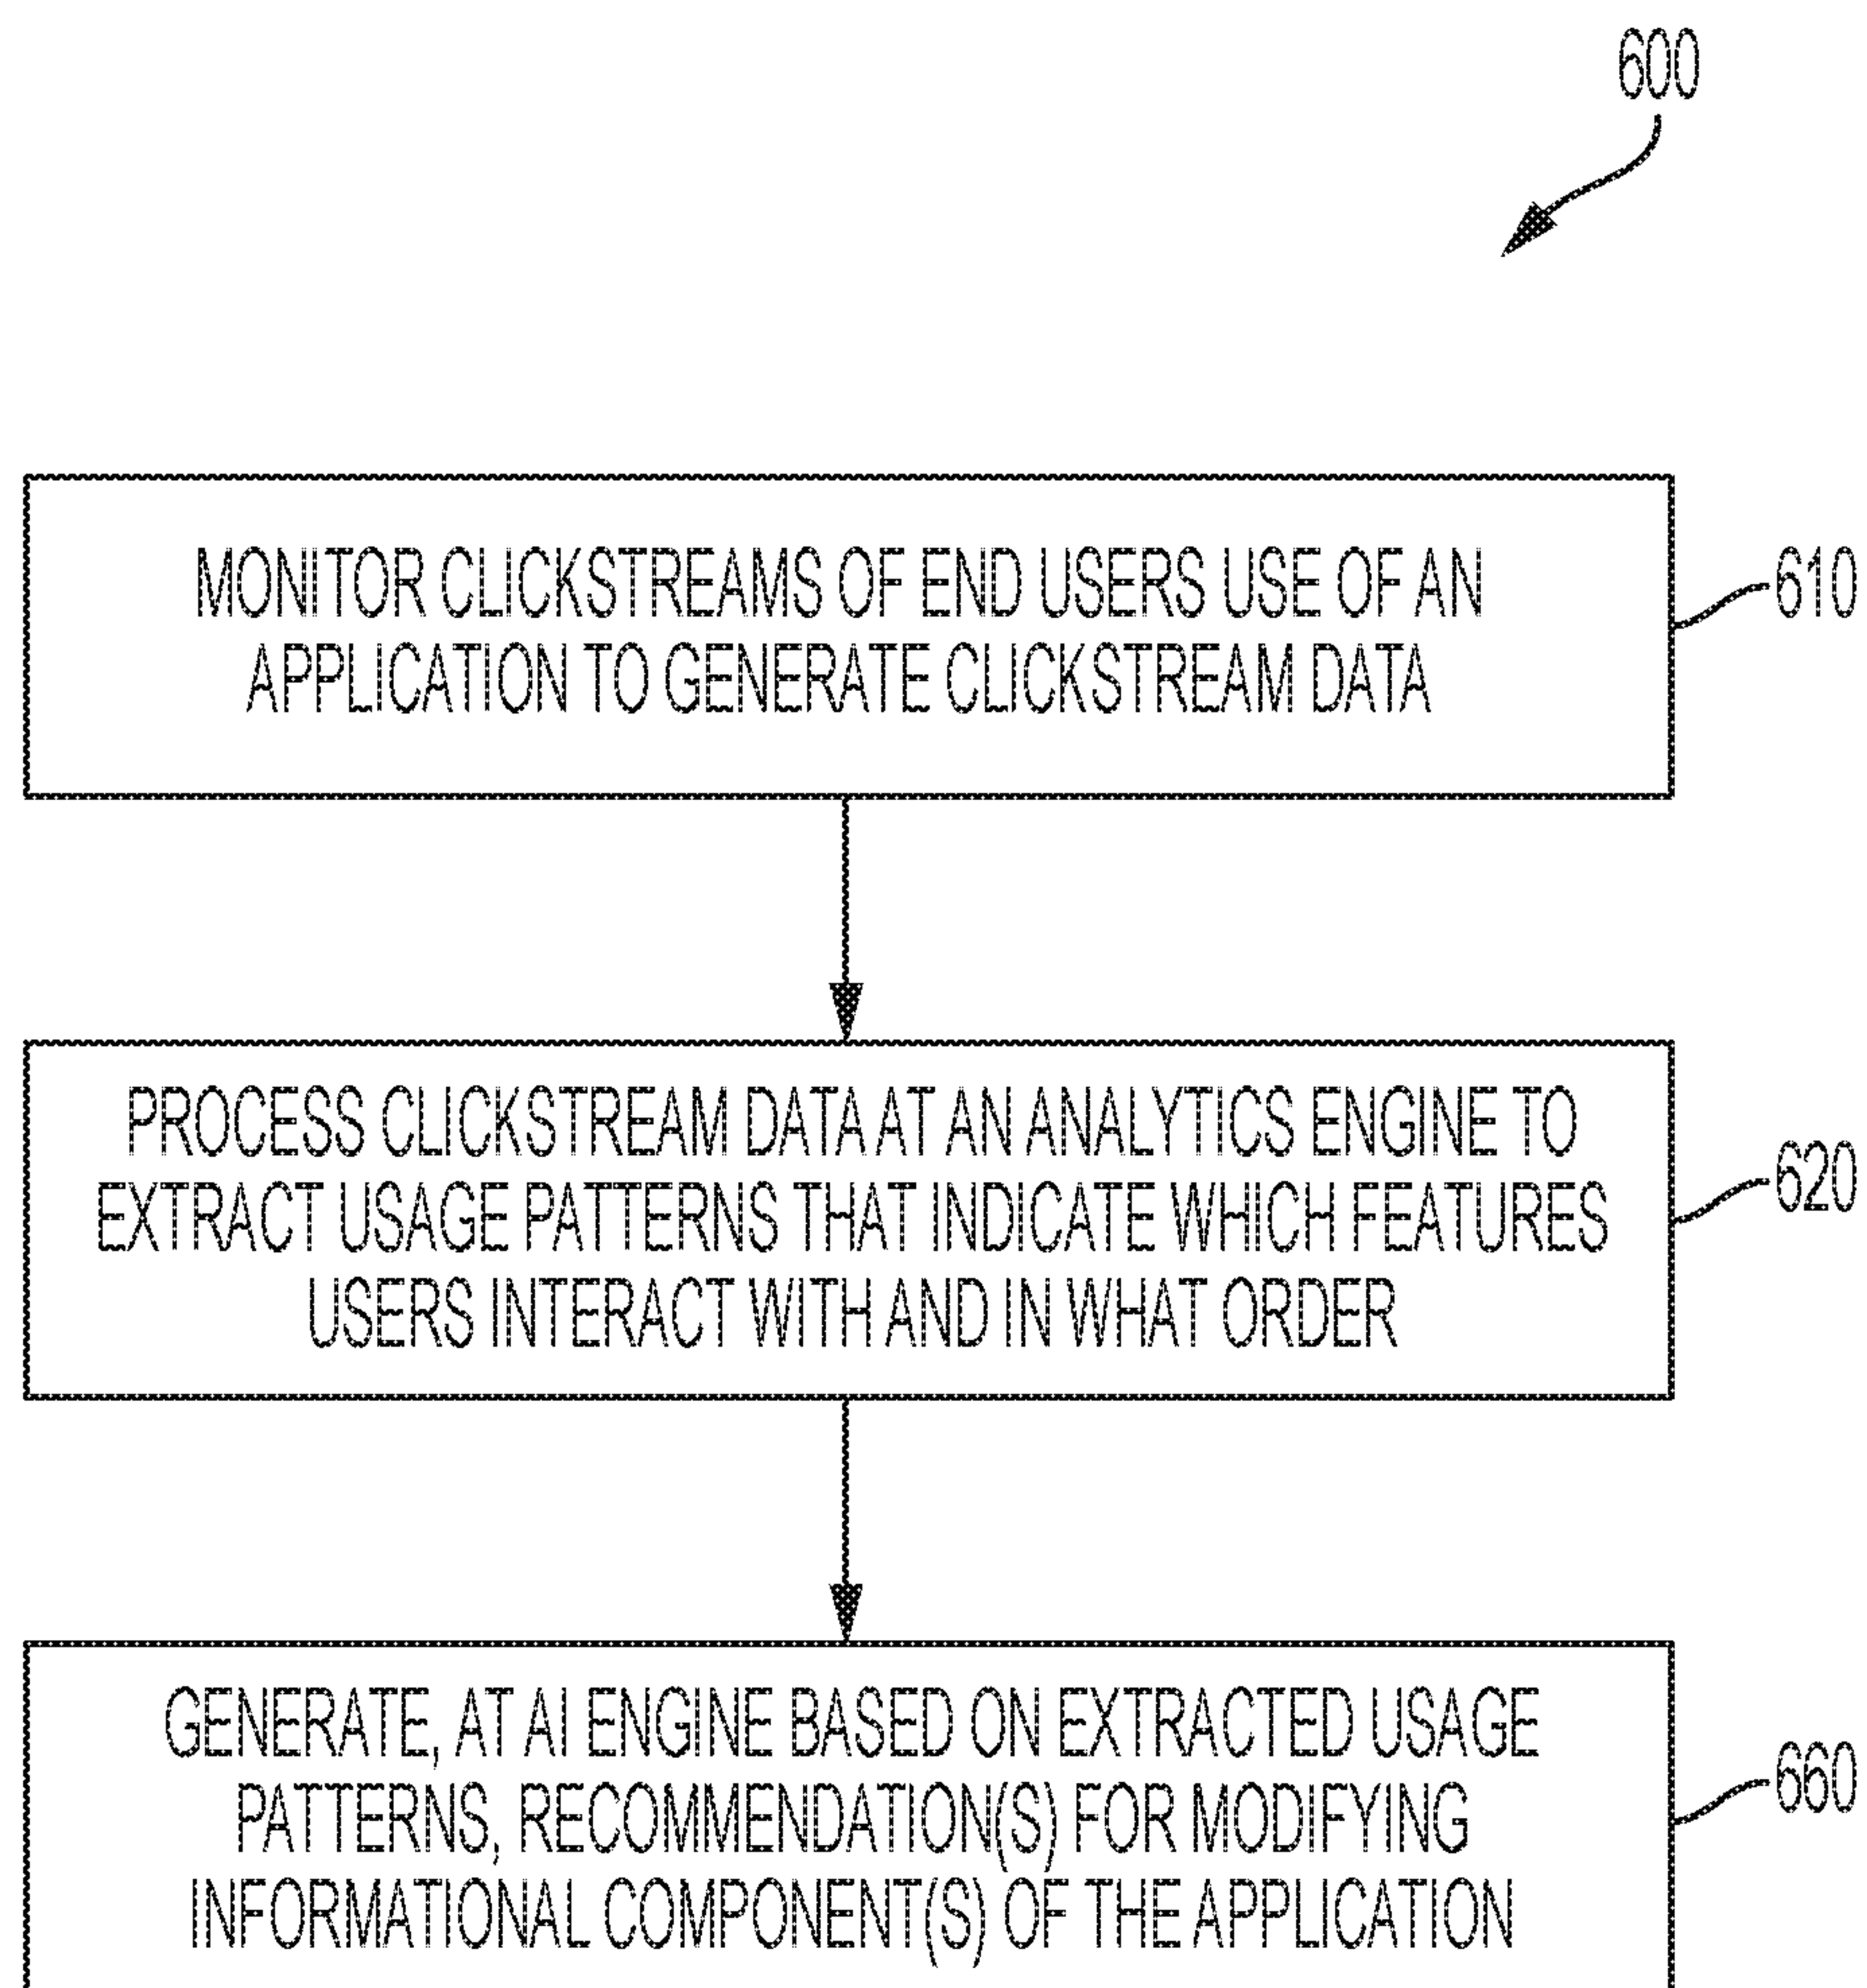 600
MONITOR CLICKSTREAMS OF END USERS USE OF AN
APPLICATION TO GENERATE CLICKSTREAM DATA
610
PROCESS CLICKSTREAM DATA AT AN ANALYTICS ENGINE TO
EXTRACT USAGE PATTERNS THAT INDICATE WHICH FEATURES
USERS INTERACT WITH AND IN WHAT ORDER
620
GENERATE, AT AI ENGINE BASED ON EXTRACTED USAGE
PATTERNS, RECOMMENDATION(S) FOR MODIFYING
INFORMATIONAL COMPONENT(S) OF THE APPLICATION
660